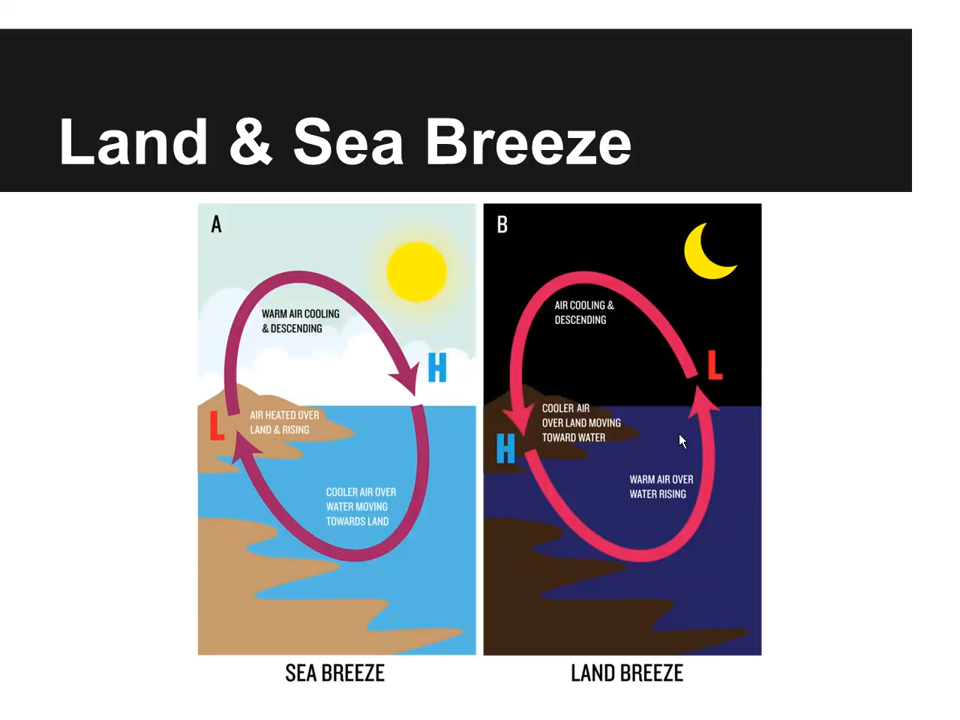 Land & Sea Breeze
A
WARM AIR COOLING
& DESCENDING
H
L
AIR HEATED OVER
LAND & RISING
COOLER AIR OVER
WATER MOVING
TOWARDS LAND
SEA BREEZE
B
AIR COOLING &
DESCENDING
L
COOLER AIR
OVER LAND MOVING
TOWARD WATER
H
WARM AIR OVER
WATER RISING
LAND BREEZE